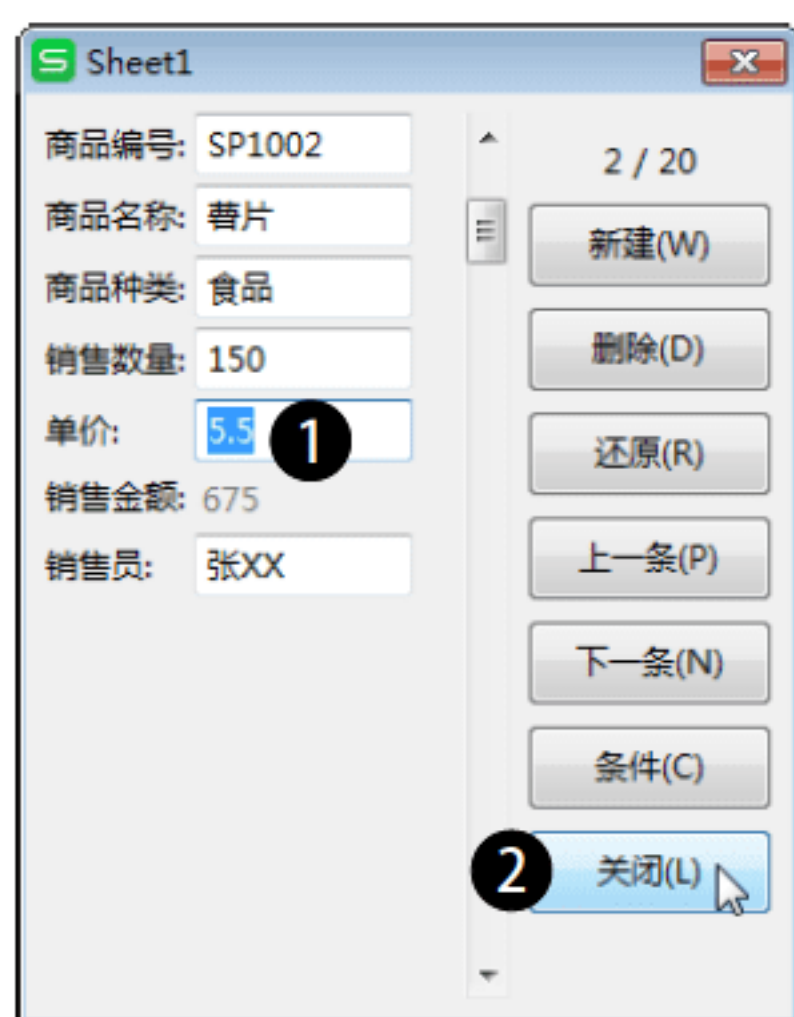 Sheet1
商品编号: SP1002
2 / 20
商品名称: 薯片
新建(W)
商品种类: 食品
销售数量: 150
删除(D)
单价: 5.5
1
还原(R)
销售金额: 675
上一条(P)
销售员: 张XX
下一条(N)
条件(C)
2
关闭(L)